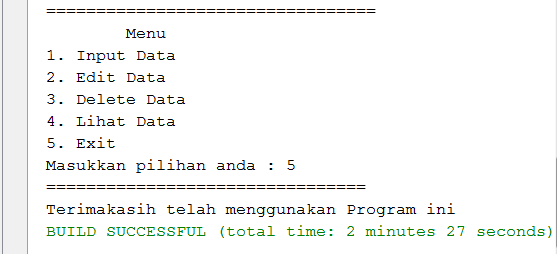 =================================
Menu
1. Input Data
2. Edit Data
3. Delete Data
4. Lihat Data
5. Exit
Masukkan pilihan anda : 5
================================
Terimakasih telah menggunakan Program ini
BUILD SUCCESSFUL (total time: 2 minutes 27 seconds)